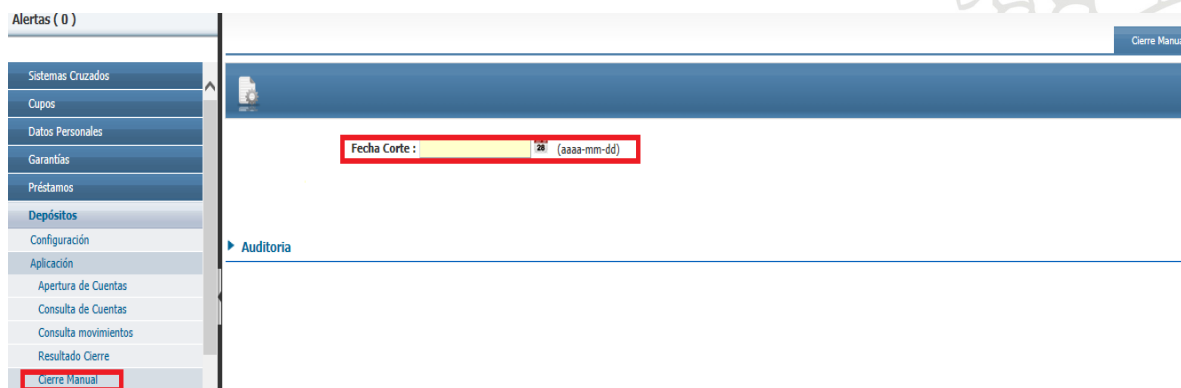 Alertas ( 0 )
Cierre Manua
Sistemas Cruzados
Cupos
Datos Personales
Garantías
Préstamos
Depósitos
Configuración
Aplicación
Apertura de Cuentas
Consulta de Cuentas
Consulta movimientos
Resultado Cierre
Cierre Manual
Fecha Corte :
28
(aaaa-mm-dd)
Auditoria